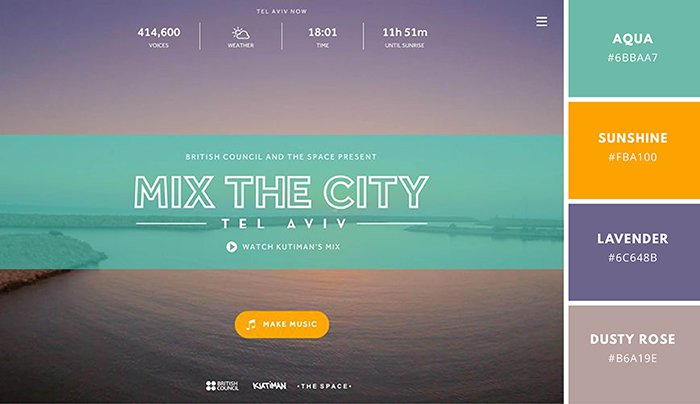 TEL AVIV NOW
414,600
VOICES
WEATHER
18:01
TIME
11h 51m
UNTIL SUNRISE
BRITISH COUNCIL AND THE SPACE PRESENT
MIX THE CITY
TEL AVIV
WATCH KUTIMAN'S MIX
MAKE MUSIC
BRITISH
COUNCIL
KUTIMAN
•THE SPACE•
AQUA
#6BBAA7
SUNSHINE
#FBA100
LAVENDER
#6C648B
DUSTY ROSE
#B6A19E